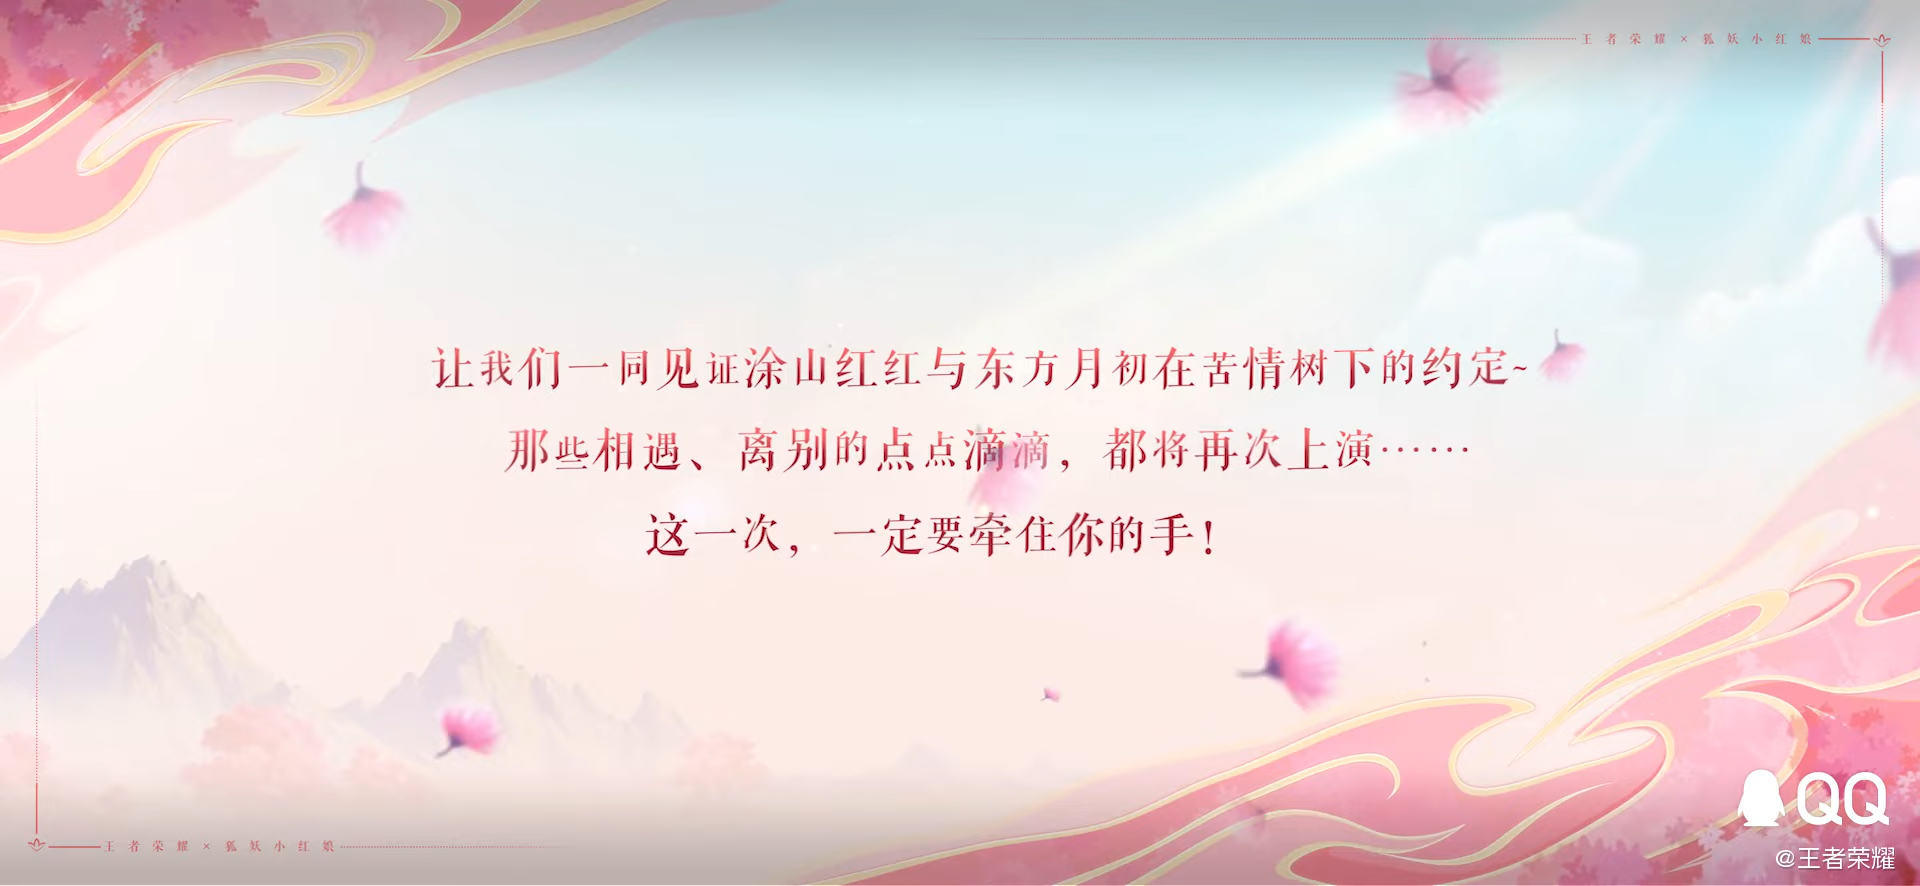 王者荣耀×狐妖小红娘
让我们一同见证涂山红红与东方月初在苦情树下的约定~
那些相遇、离别的点点滴滴，都将再次上演……
这一次，一定要牵住你的手！
QQ
王者荣耀×狐妖小红娘
@王者荣耀